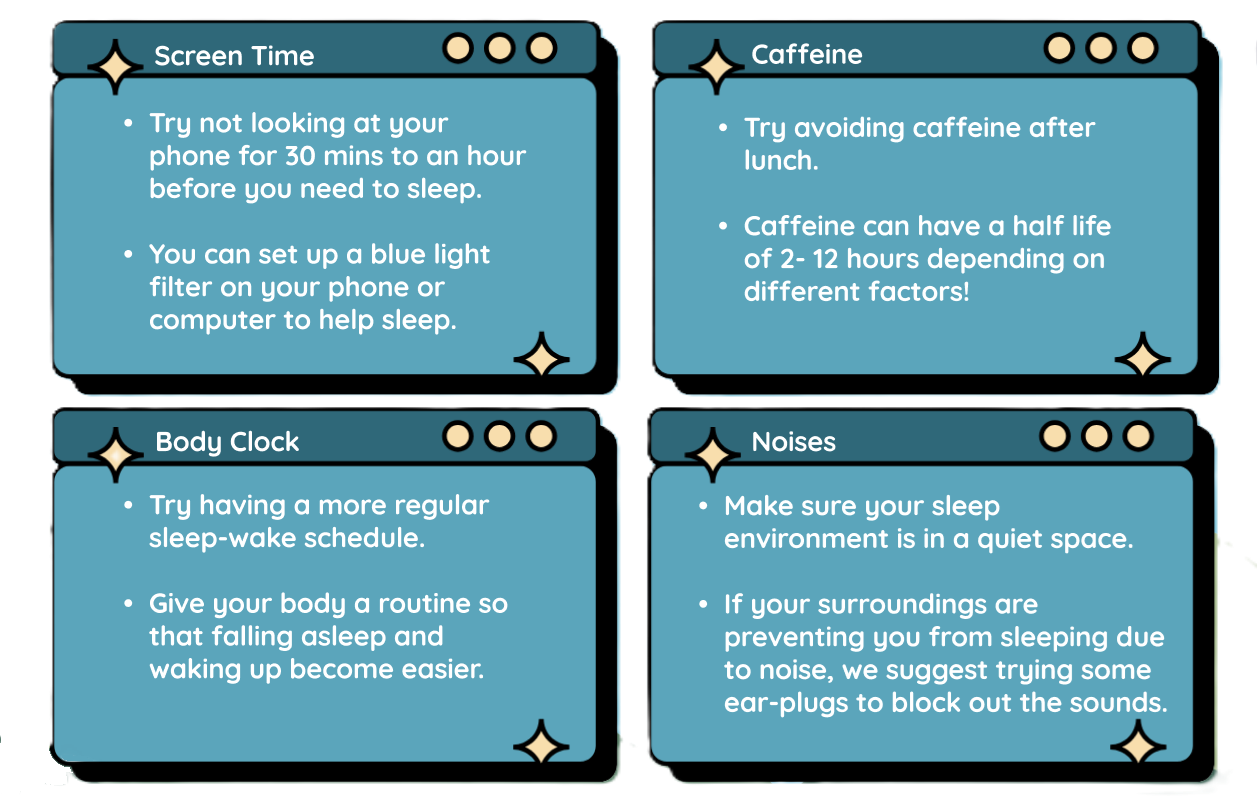 Screen Time
• Try not looking at your
phone for 30 mins to an hour
before you need to sleep.
• You can set up a blue light
filter on your phone or
computer to help sleep.
Caffeine
• Try avoiding caffeine after
lunch.
• Caffeine can have a half life
of 2- 12 hours depending on
different factors!
Body Clock
• Try having a more regular
sleep-wake schedule.
• Give your body a routine so
that falling asleep and
waking up become easier.
Noises
• Make sure your sleep
environment is in a quiet space.
• If your surroundings are
preventing you from sleeping due
to noise, we suggest trying some
ear-plugs to block out the sounds.